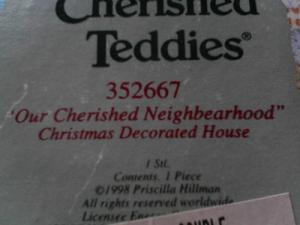 Cherished
Teddies®
352667
"Our Cherished Neighbearhood"
Christmas Decorated House
1 Stl.
Contents. 1 Piece
©1998 Priscilla Hillman
All rights reserved worldwide
Licensee